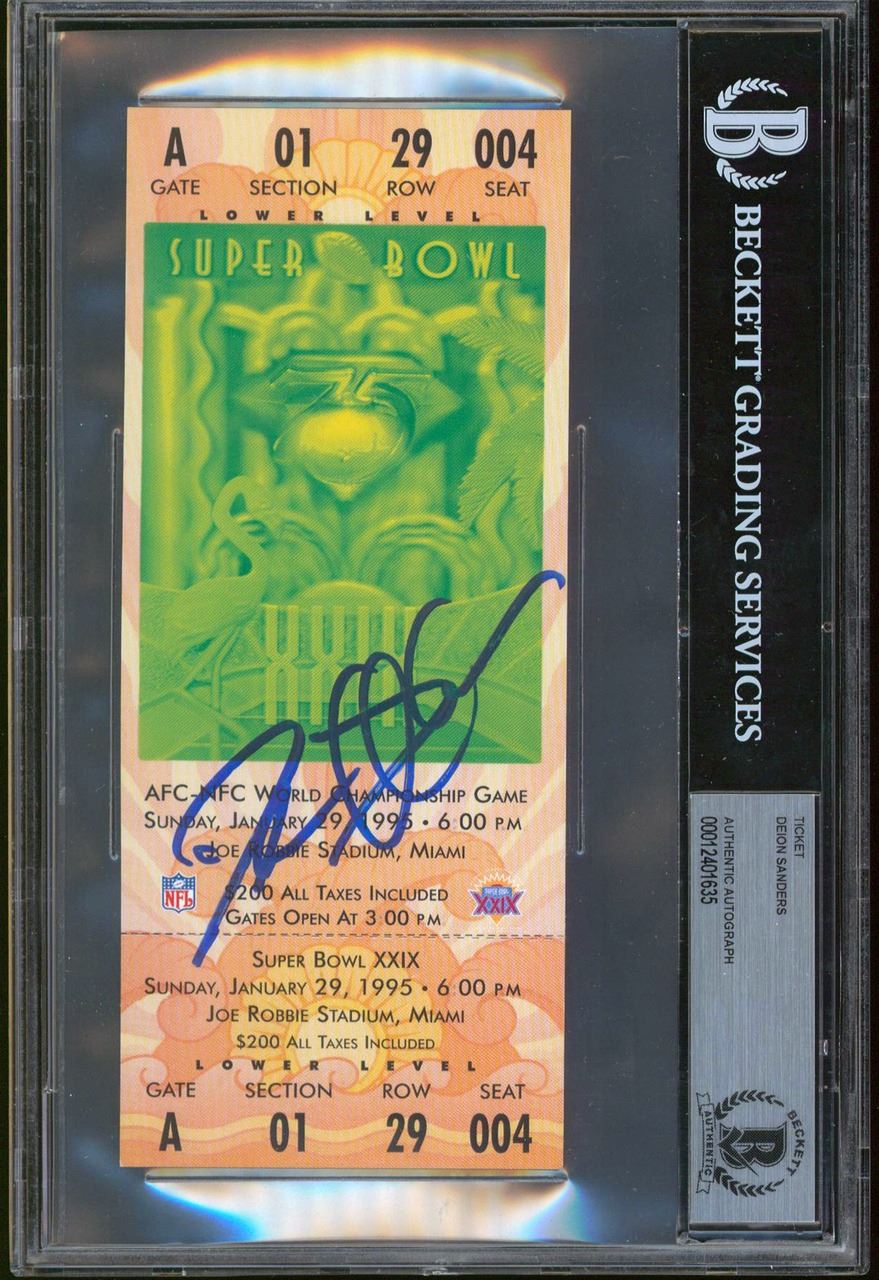 A 01 29 004
GATE SECTION ROW SEAT
LOWER LEVEL
SUPER BOWL
75
XXIX
AFC-NFC WORLD CHAMPIONSHIP GAME
SUNDAY, JANUARY 29, 1995 • 6:00 PM
JOE ROBBIE STADIUM, MIAMI
NFL
$200 ALL TAXES INCLUDED
GATES OPEN AT 3:00 PM
SUPER BOWL
XXIX
SUPER BOWL XXIX
SUNDAY, JANUARY 29, 1995 • 6:00 PM
JOE ROBBIE STADIUM, MIAMI
$200 ALL TAXES INCLUDED
LOWER LEVEL
GATE SECTION ROW SEAT
A 01 29 004
B
BECKETT GRADING SERVICES
TICKET
DEION SANDERS
AUTHENTIC AUTOGRAPH
00012401635
BECKETT
B
AUTHENTIC